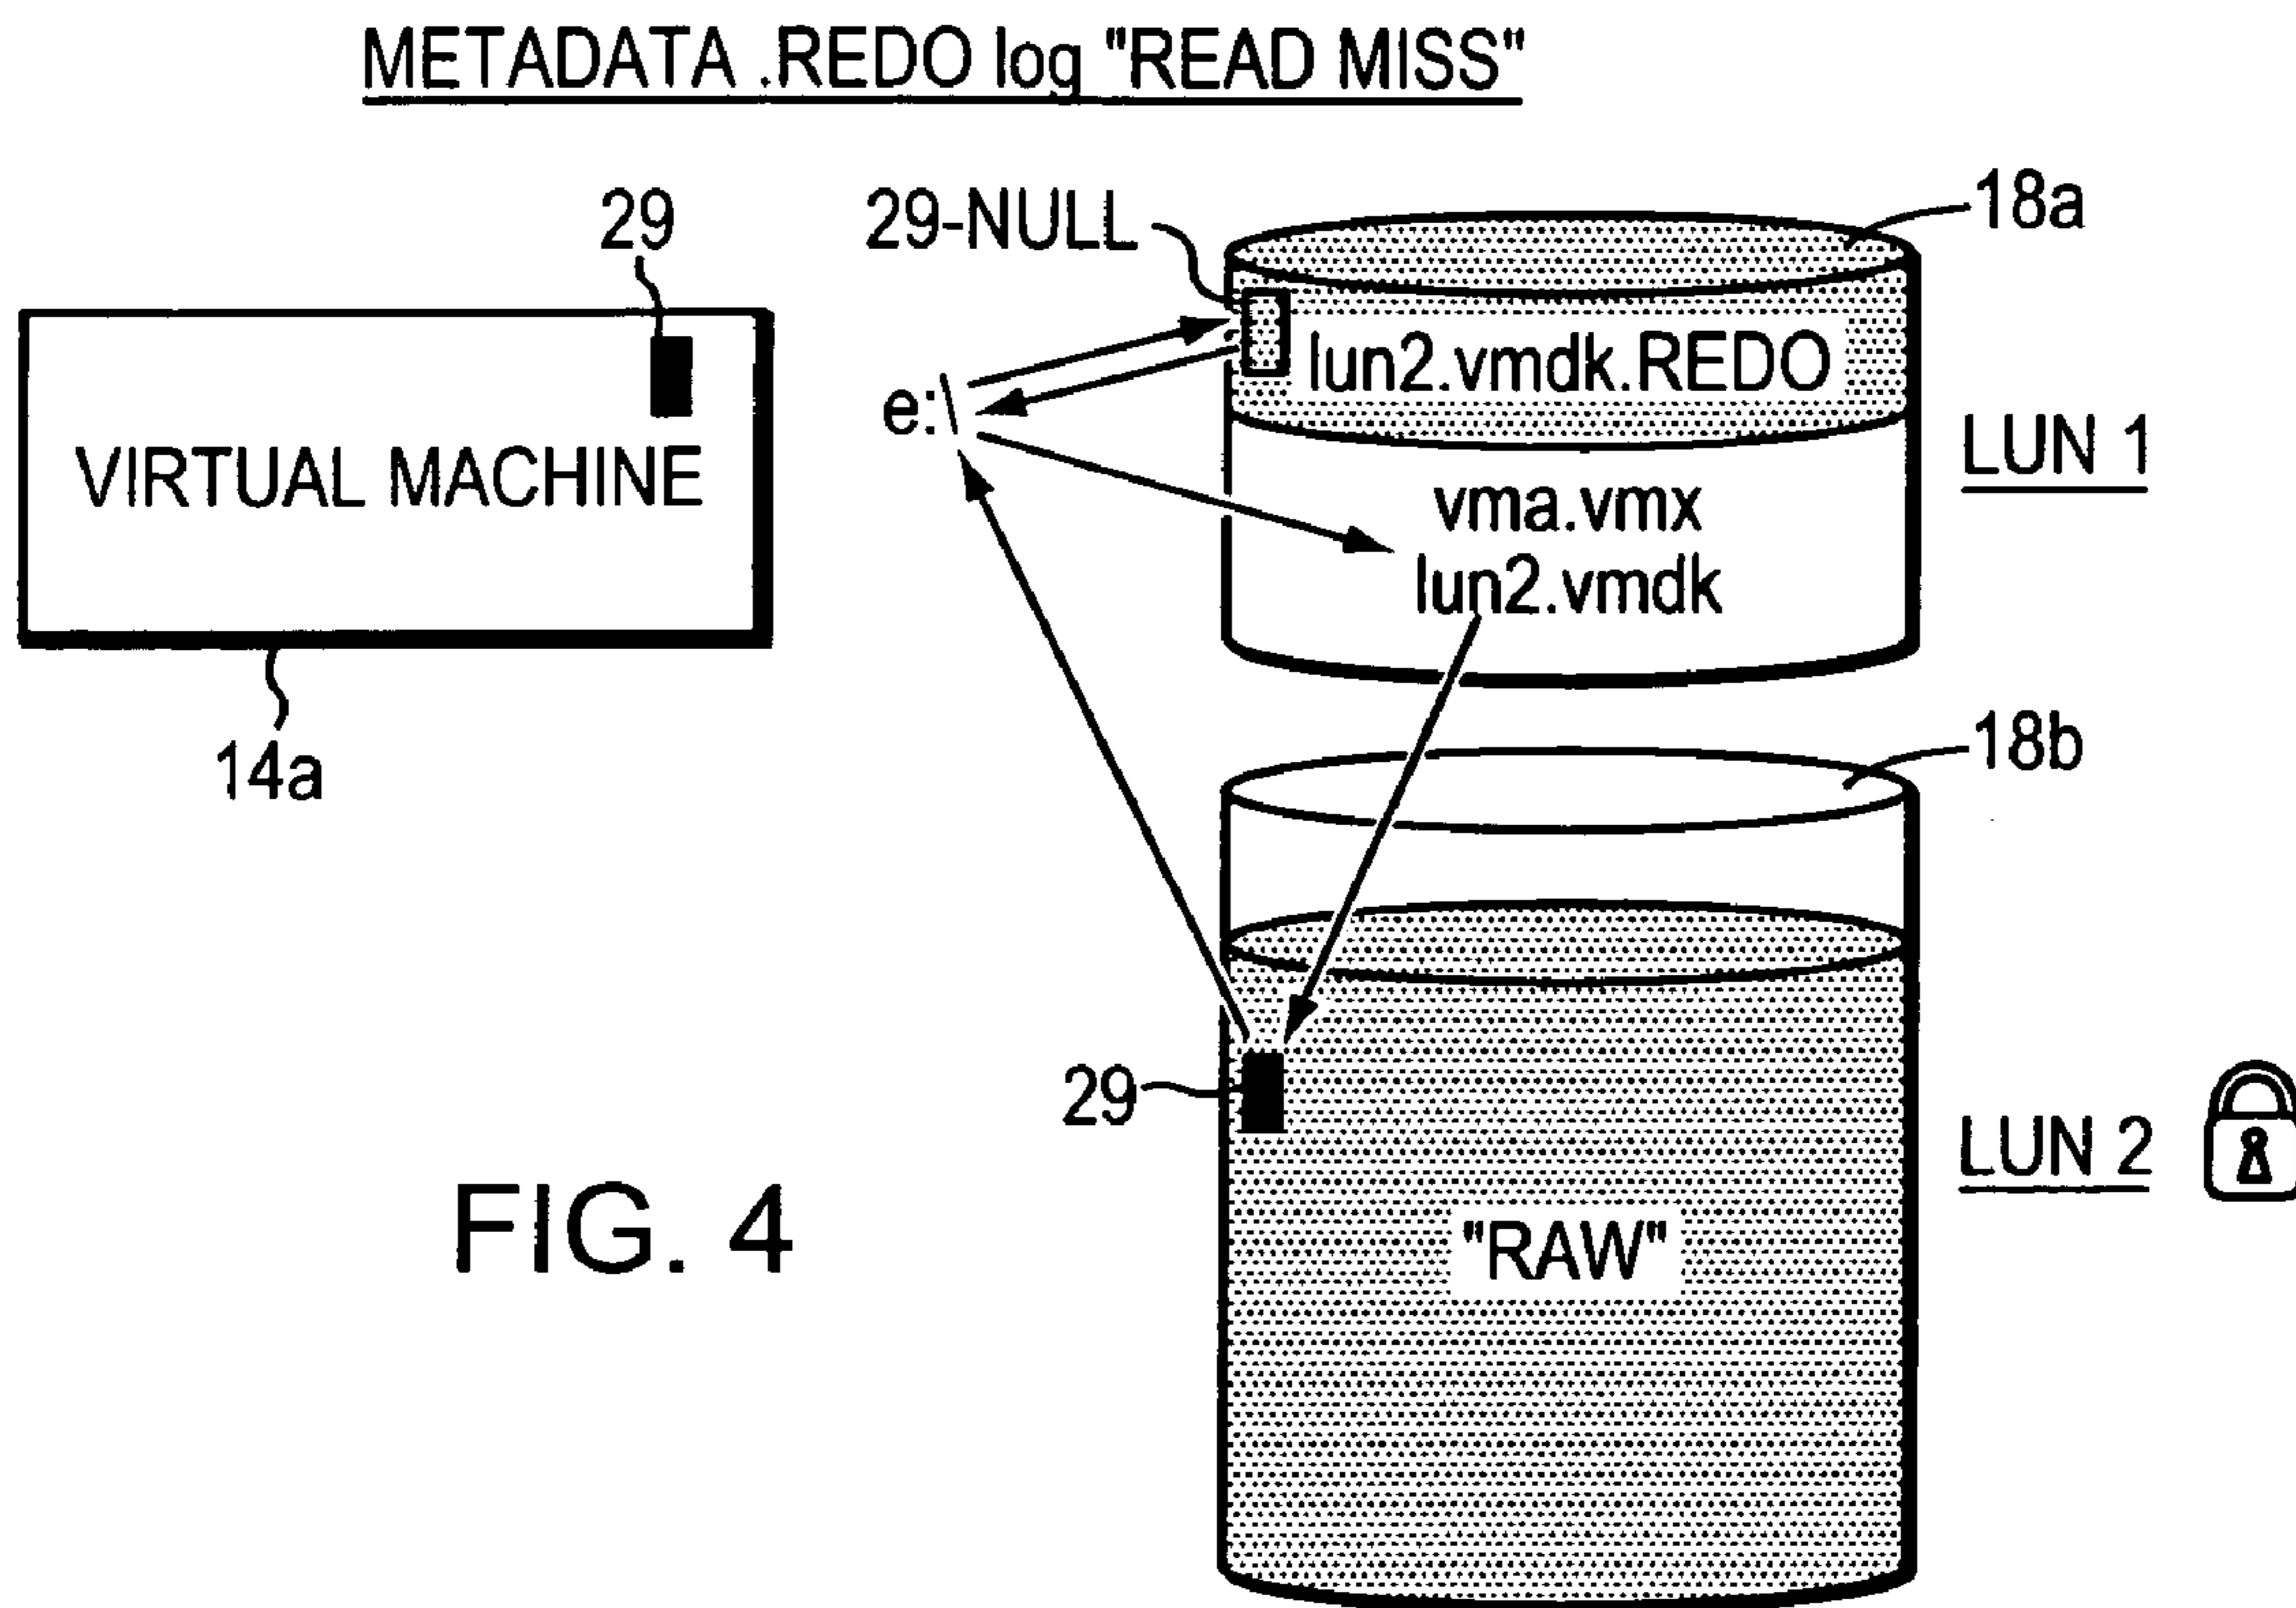 METADATA .REDO log "READ MISS"
29
29-NULL
18a
lun2.vmdk.REDO
e:\
VIRTUAL MACHINE
LUN 1
vma.vmx
lun2.vmdk
14a
18b
29
LUN 2
"RAW"
FIG. 4